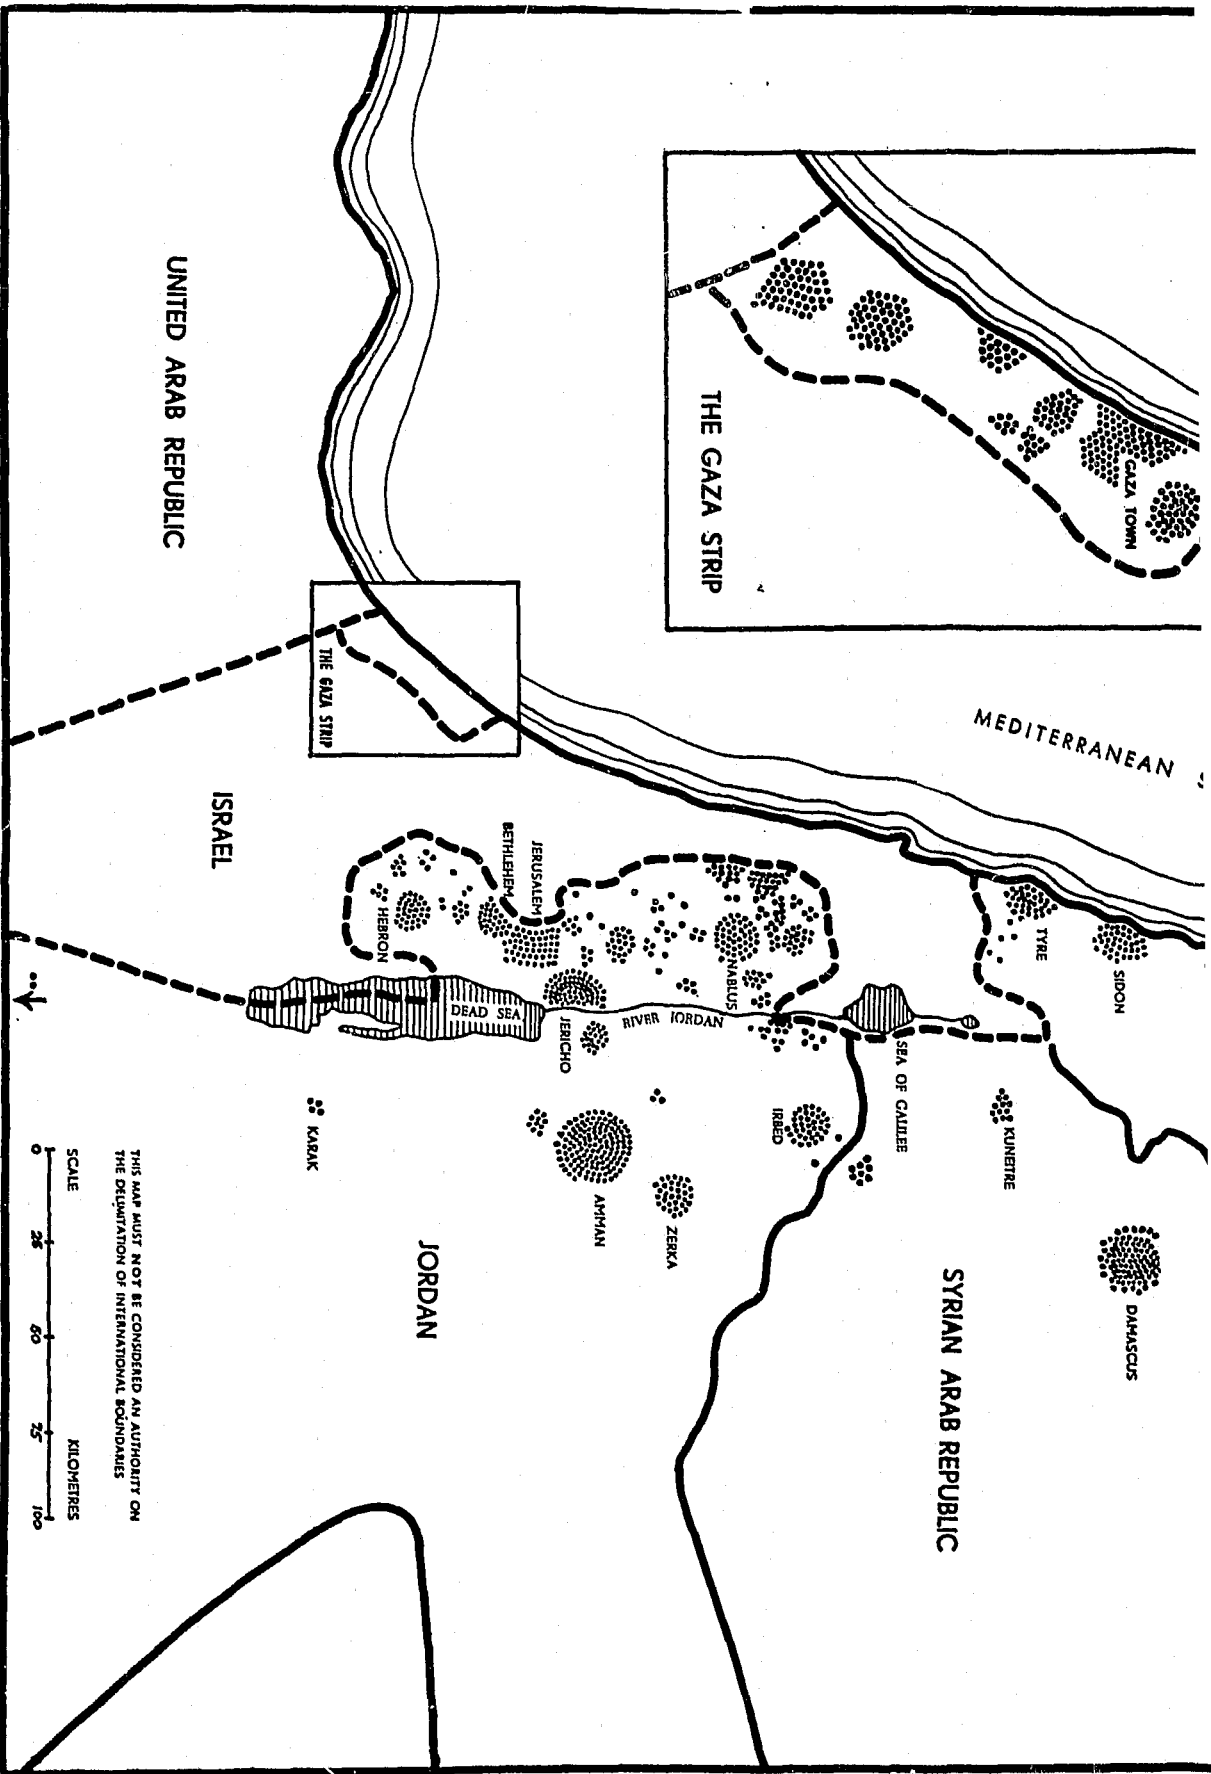 GAZA TOWN
THE GAZA STRIP
MEDITERRANEAN
UNITED ARAB REPUBLIC
THE GAZA STRIP
ISRAEL
TYRE
SIDON
JERUSALEM
BETHLEHEM
HEBRON
NABLUS
DEAD SEA
RIVER JORDAN
JERICHO
SEA OF GALILEE
KUNEITRE
IRBED
KARAK
AMMAN
ZERKA
DAMASCUS
JORDAN
SYRIAN ARAB REPUBLIC
THIS MAP MUST NOT BE CONSIDERED AN AUTHORITY ON
THE DELIMITATION OF INTERNATIONAL BOUNDARIES
SCALE KILOMETRES
0 25 50 75 100